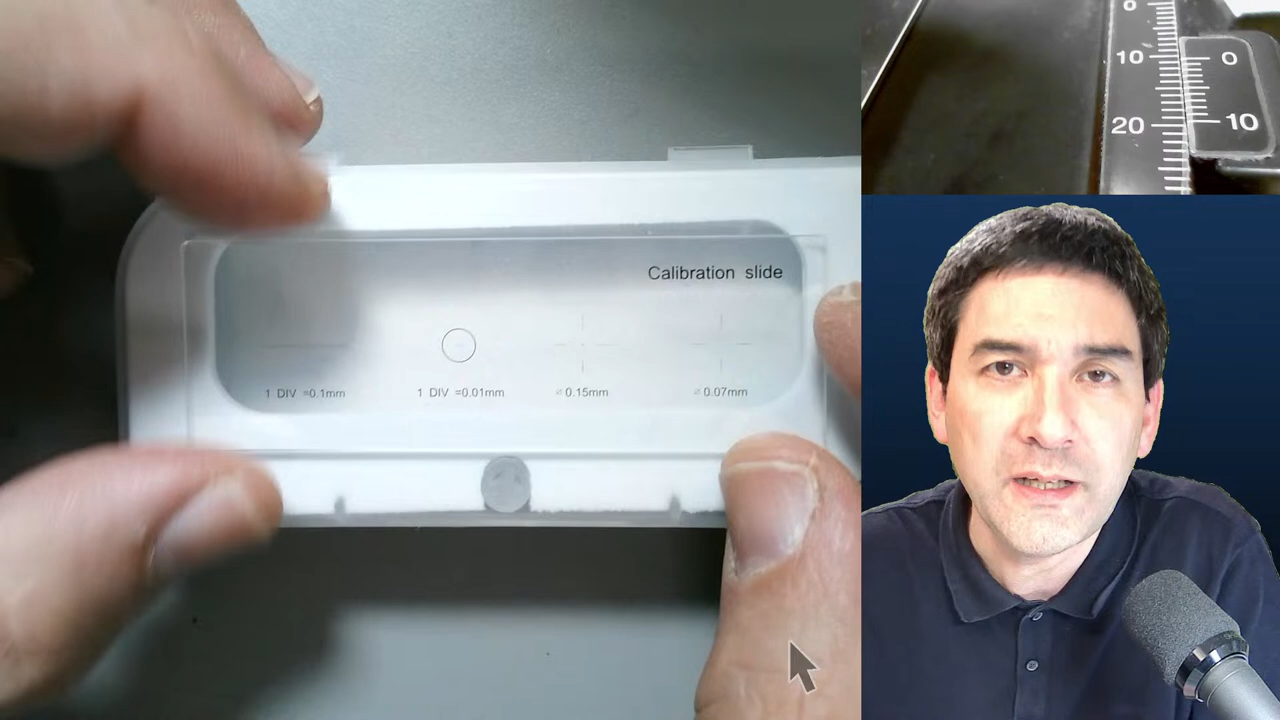 Calibration slide
1 DIV =0.1mm
1 DIV =0.01mm
⌀ 0.15mm
⌀ 0.07mm
0
10
20
0
10